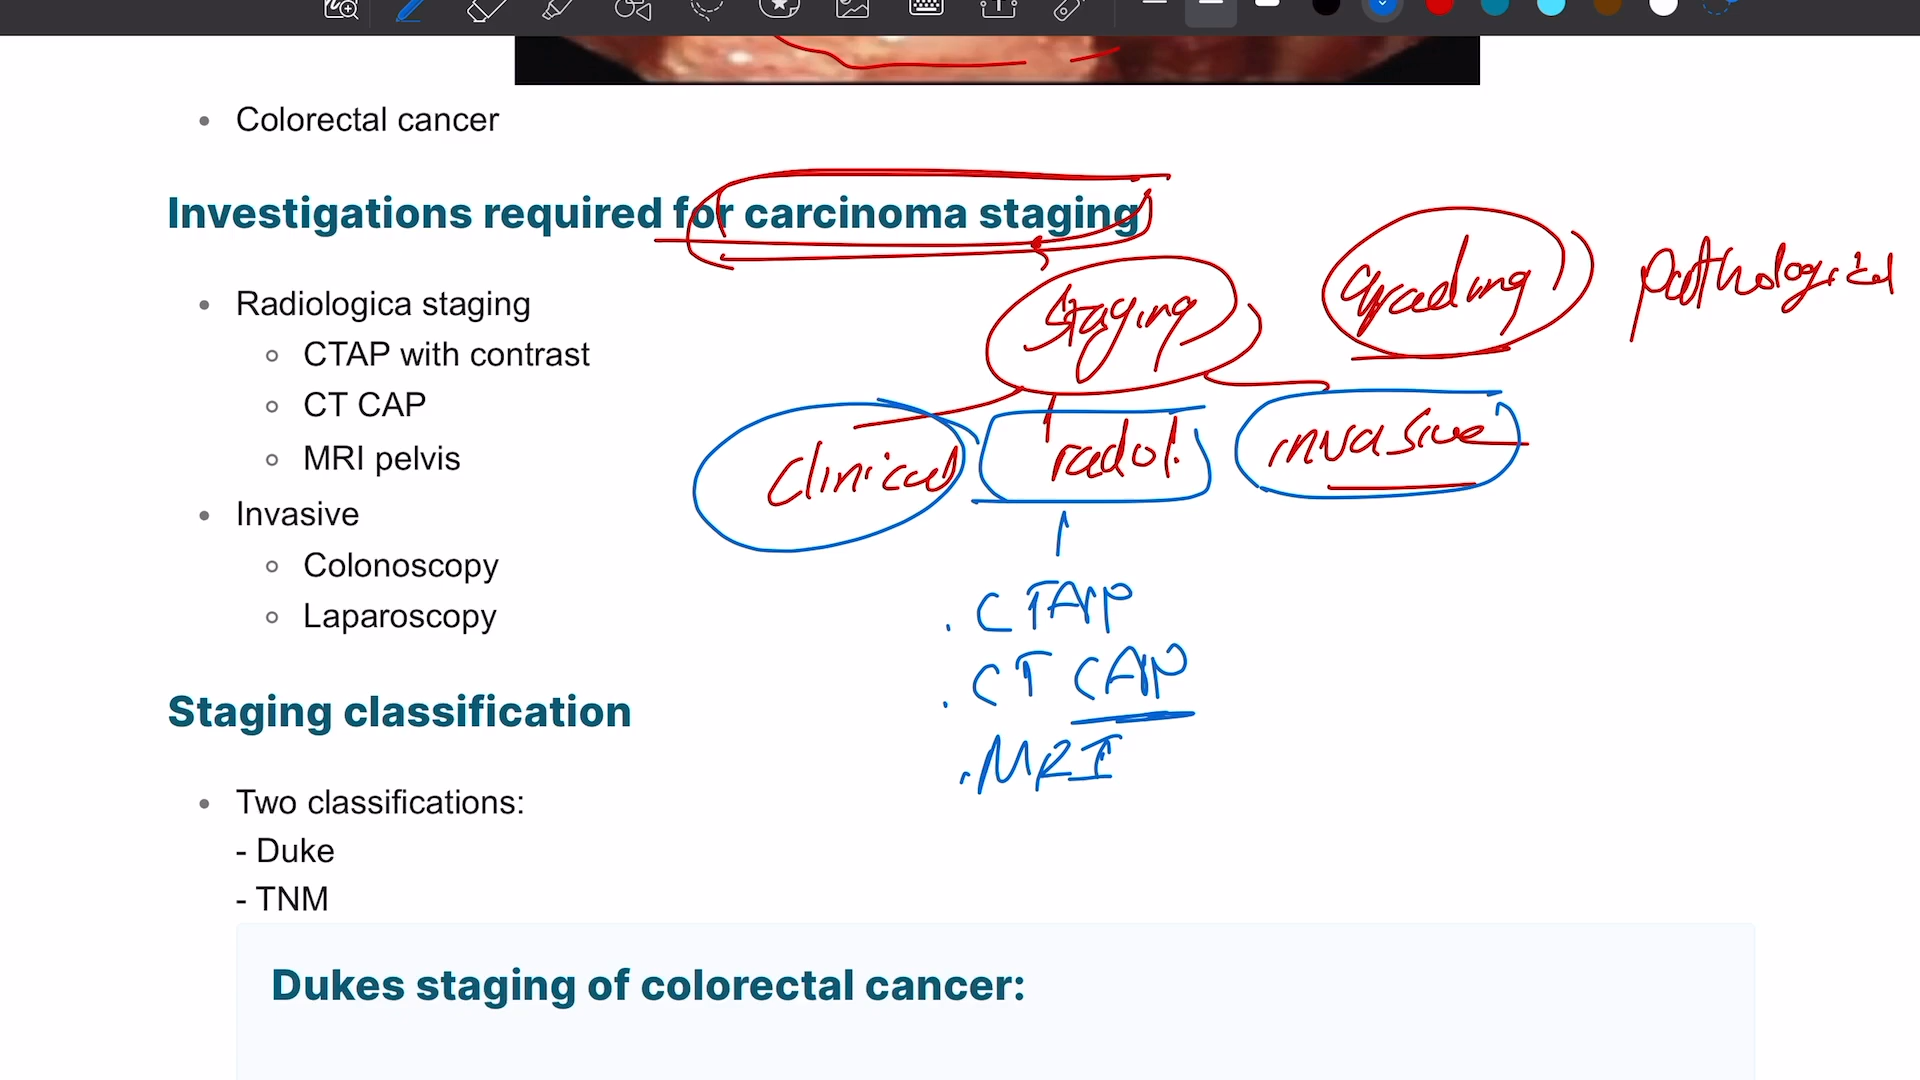 Colorectal cancer
Investigations required for carcinoma staging
Radiologica staging
CTAP with contrast
CT CAP
MRI pelvis
Invasive
Colonoscopy
Laparoscopy
Staging classification
Two classifications:
- Duke
- TNM
Dukes staging of colorectal cancer:
staging
grading
pathological
clinical
radiol.
invasive
. CTAP
. CT CAP
. MRI